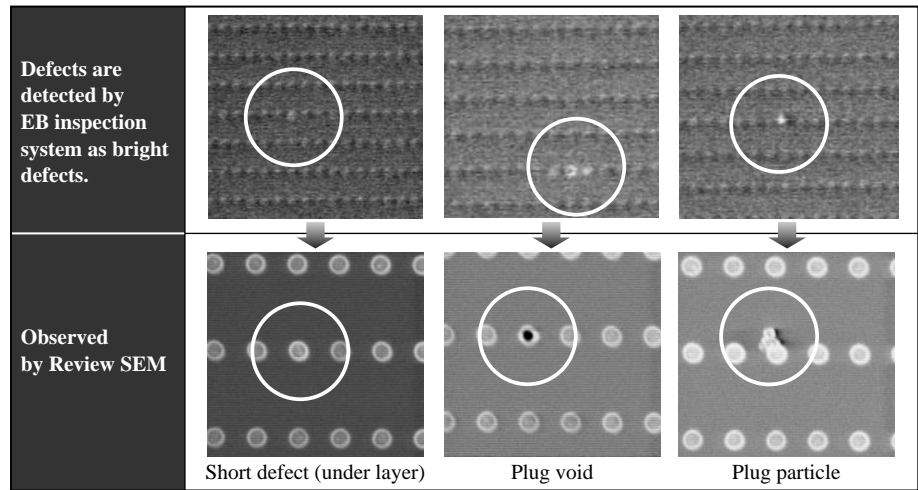 Defects are
detected by
EB inspection
system as bright
defects.
Observed
by Review SEM
Short defect (under layer)
Plug void
Plug particle